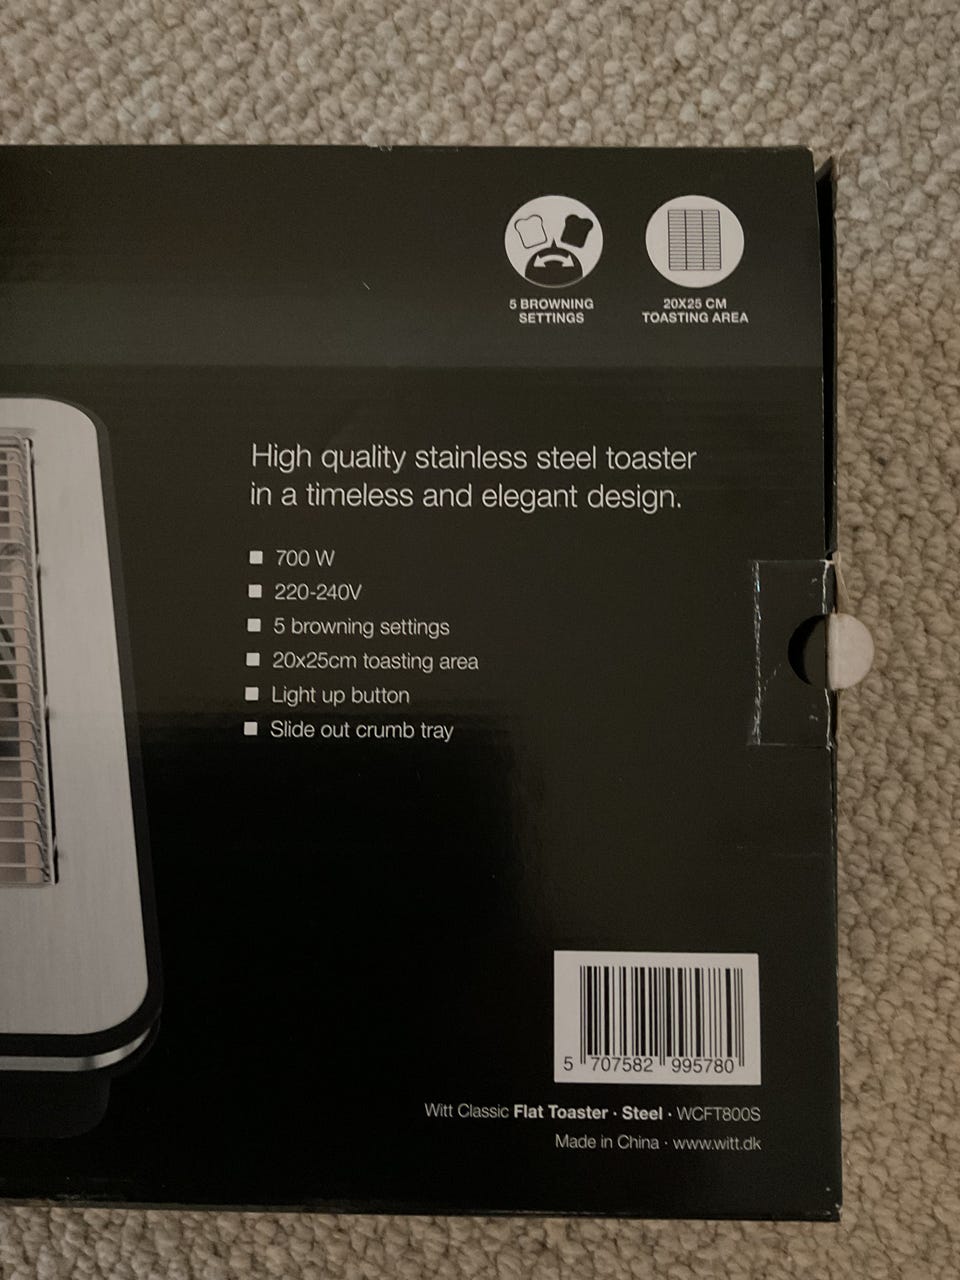 5 BROWNING
SETTINGS
20X25 CM
TOASTING AREA
High quality stainless steel toaster
in a timeless and elegant design.
700 W
220-240V
5 browning settings
20x25cm toasting area
Light up button
Slide out crumb tray
5 707582 995780
Witt Classic Flat Toaster · Steel · WCFT800S
Made in China · www.witt.dk